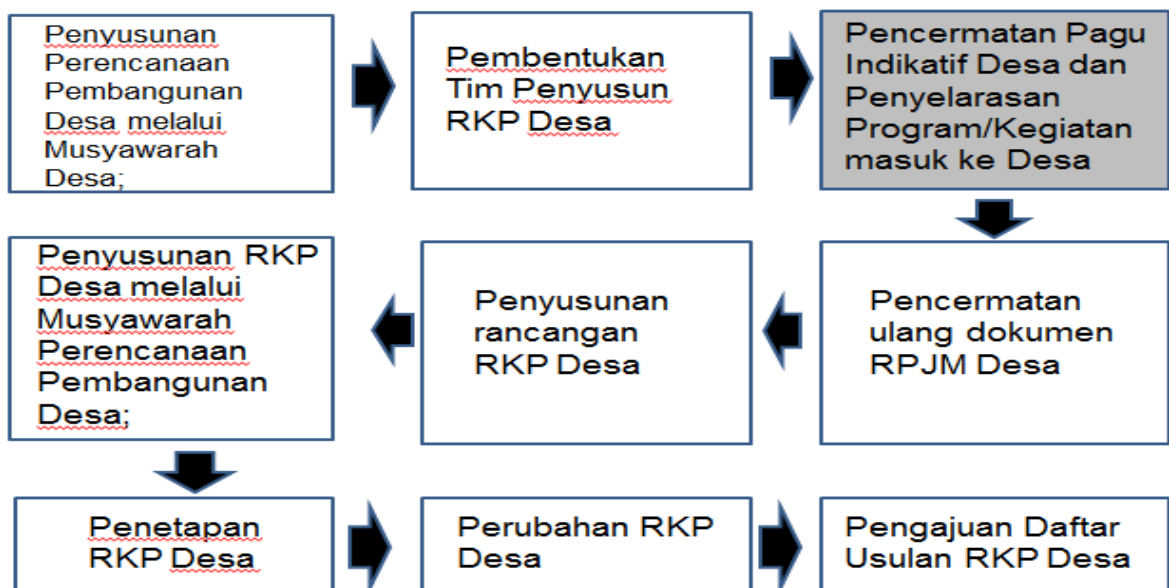 Penyusunan
Perencanaan
Pembangunan
Desa melalui
Musyawarah
Desa;
Pembentukan
Tim Penyusun
RKP Desa
Pencermatan Pagu
Indikatif Desa dan
Penyelarasan
Program/Kegiatan
masuk ke Desa
Pencermatan
ulang dokumen
RPJM Desa
Penyusunan
rancangan
RKP Desa
Penyusunan RKP
Desa melalui
Musyawarah
Perencanaan
Pembangunan
Desa;
Penetapan
RKP Desa
Perubahan RKP
Desa
Pengajuan Daftar
Usulan RKP Desa